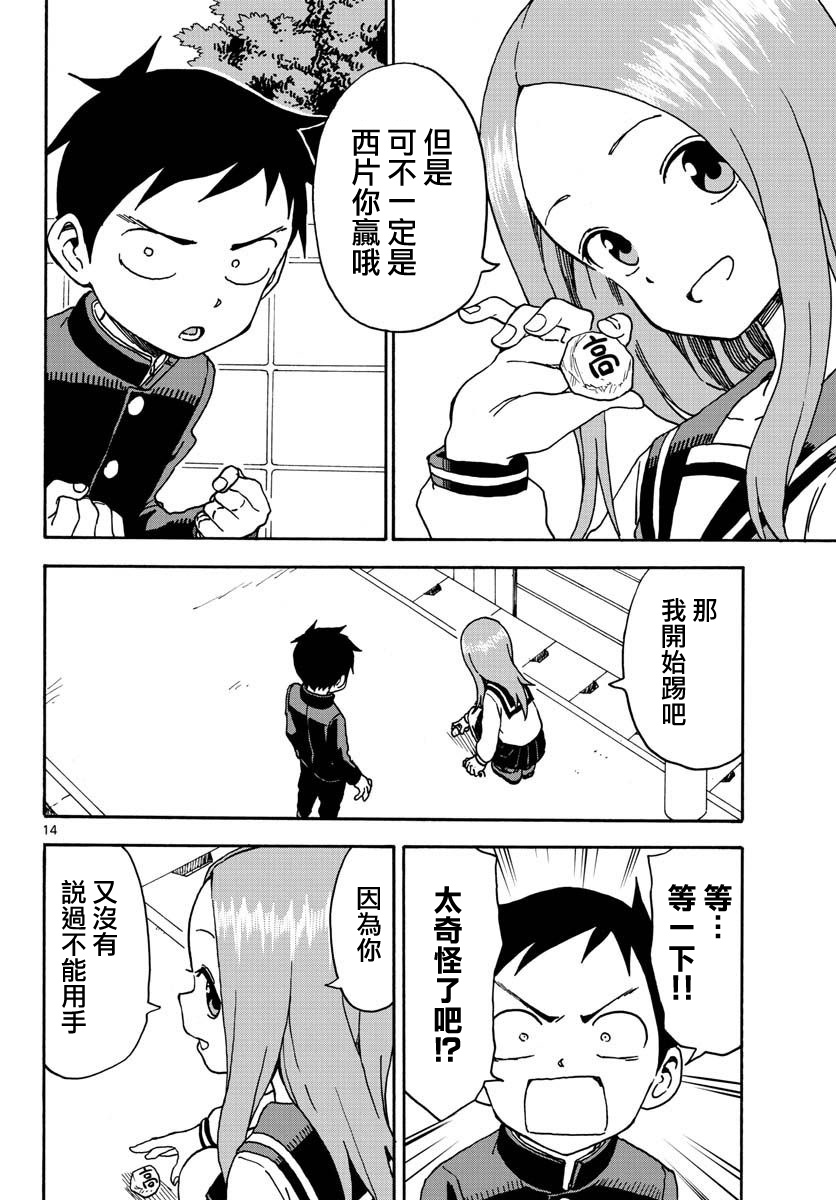 但是
可不一定是
西片你贏哦
高
那
我開始踢吧
14
等…
等一下!!
太奇怪了吧!?
因為你
又沒有
說過不能用手
高